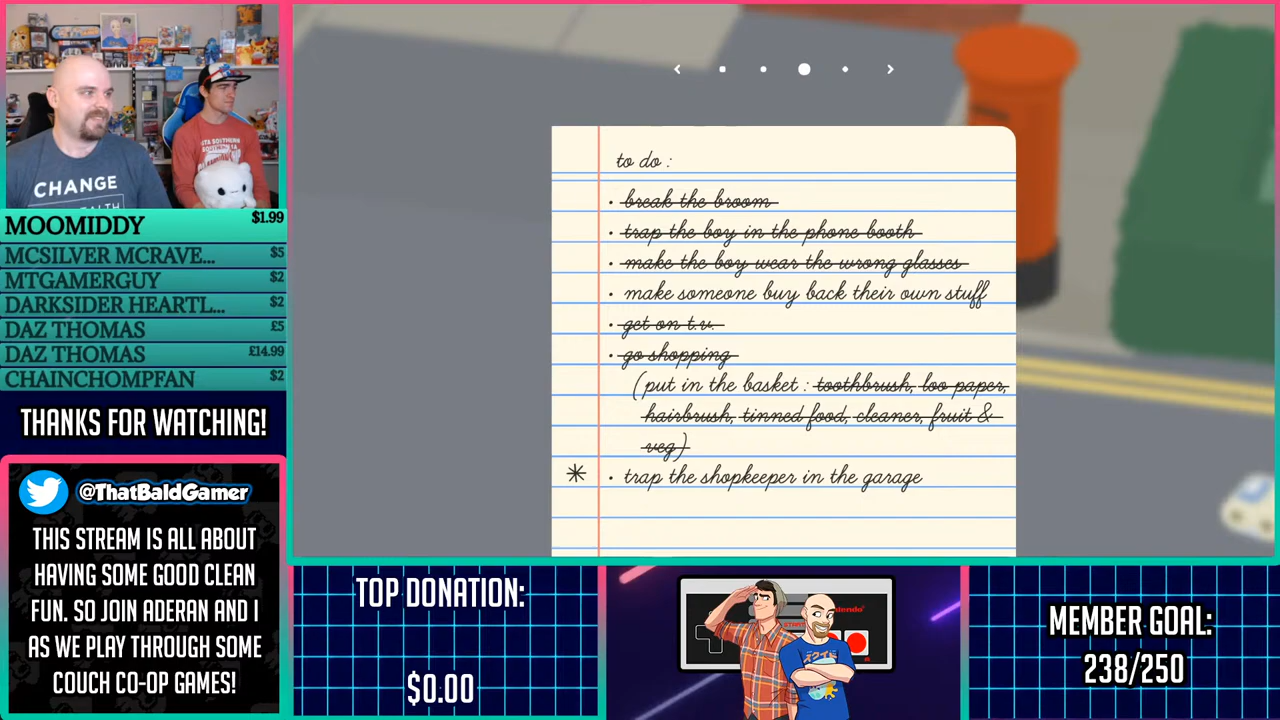 CHANGE
MOOMIDDY $1.99
MCSILVER MCRAVE... $5
MTGAMERGUY $2
DARKSIDER HEARTL... $2
DAZ THOMAS £5
DAZ THOMAS £14.99
CHAINCHOMPFAN $2
THANKS FOR WATCHING!
@ThatBaldGamer
THIS STREAM IS ALL ABOUT
HAVING SOME GOOD CLEAN
FUN. SO JOIN ADERAN AND I
AS WE PLAY THROUGH SOME
COUCH CO-OP GAMES!
to do :
• break the broom
• trap the boy in the phone booth
• make the boy wear the wrong glasses
• make someone buy back their own stuff
• get on t.v.
• go shopping
(put in the basket : toothbrush, loo paper,
hairbrush, tinned food, cleaner, fruit &
veg)
* • trap the shopkeeper in the garage
TOP DONATION:
$0.00
MEMBER GOAL:
238/250